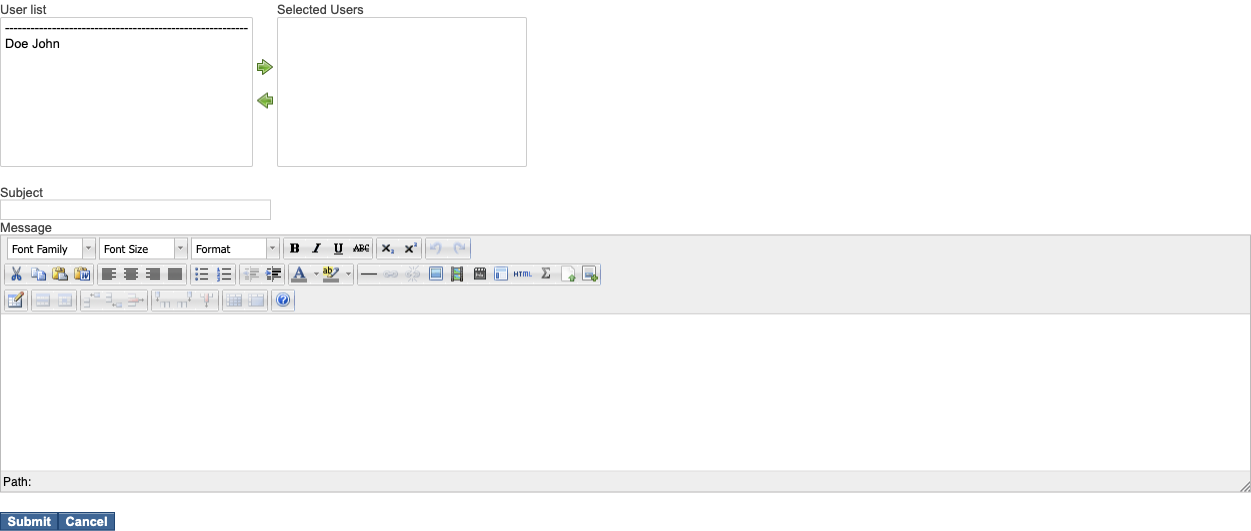 User list
Selected Users
---------------------------------------------------------
Doe John
Subject
Message
Font Family
Font Size
Format
B I U ABC
HTML
Path:
Submit
Cancel